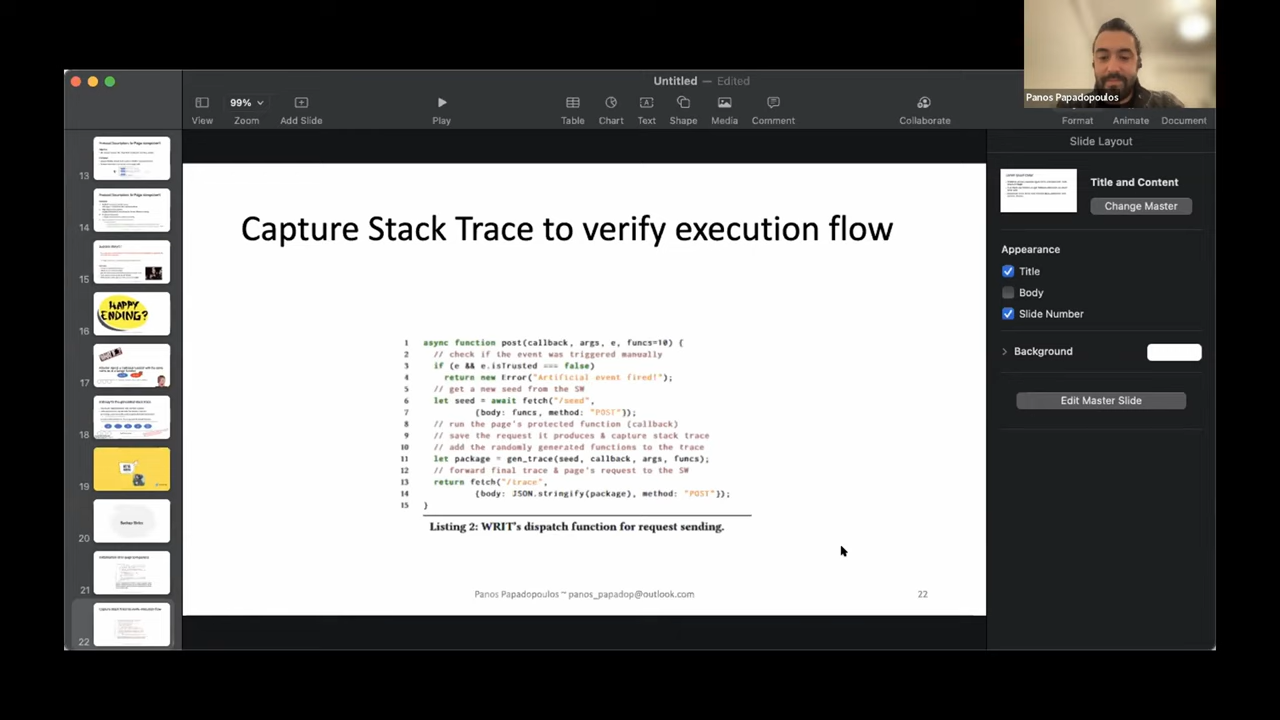 Panos Papadopoulos
Untitled — Edited
99%
View
Zoom
Add Slide
Play
Table
Chart
Text
Shape
Media
Comment
Collaborate
Format
Animate
Document
13
14
15
HAPPY
ENDING?
16
17
18
19
20
21
22
Capture Stack Trace to verify execution flow
1 async function post(callback, args, e, funcs=10) {
2 // check if the event was triggered manually
3 if (e && e.isTrusted === false)
4 return new Error("Artificial event fired!");
5 // get a new seed from the SW
6 let seed = await fetch("/seed",
7 {body: funcs, method: "POST"});
8 // run the page's protected function (callback)
9 // save the request it produces & capture stack trace
10 // add the randomly generated functions to the trace
11 let package = gen_trace(seed, callback, args, funcs);
12 // forward final trace & page's request to the SW
13 return fetch("/trace",
14 {body: JSON.stringify(package), method: "POST"});
15 }
Listing 2: WRIT's dispatch function for request sending.
Panos Papadopoulos ~ panos_papadop@outlook.com
22
Slide Layout
Title and Content
Change Master
Appearance
Title
Body
Slide Number
Background
Edit Master Slide